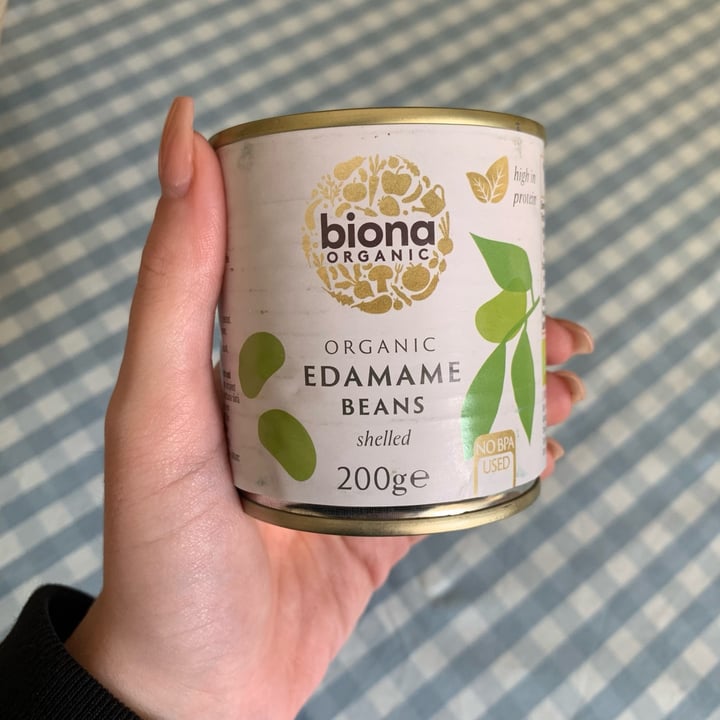 biona
ORGANIC
high in
protein
ORGANIC
EDAMAME
BEANS
shelled
200g℮
NO BPA
USED